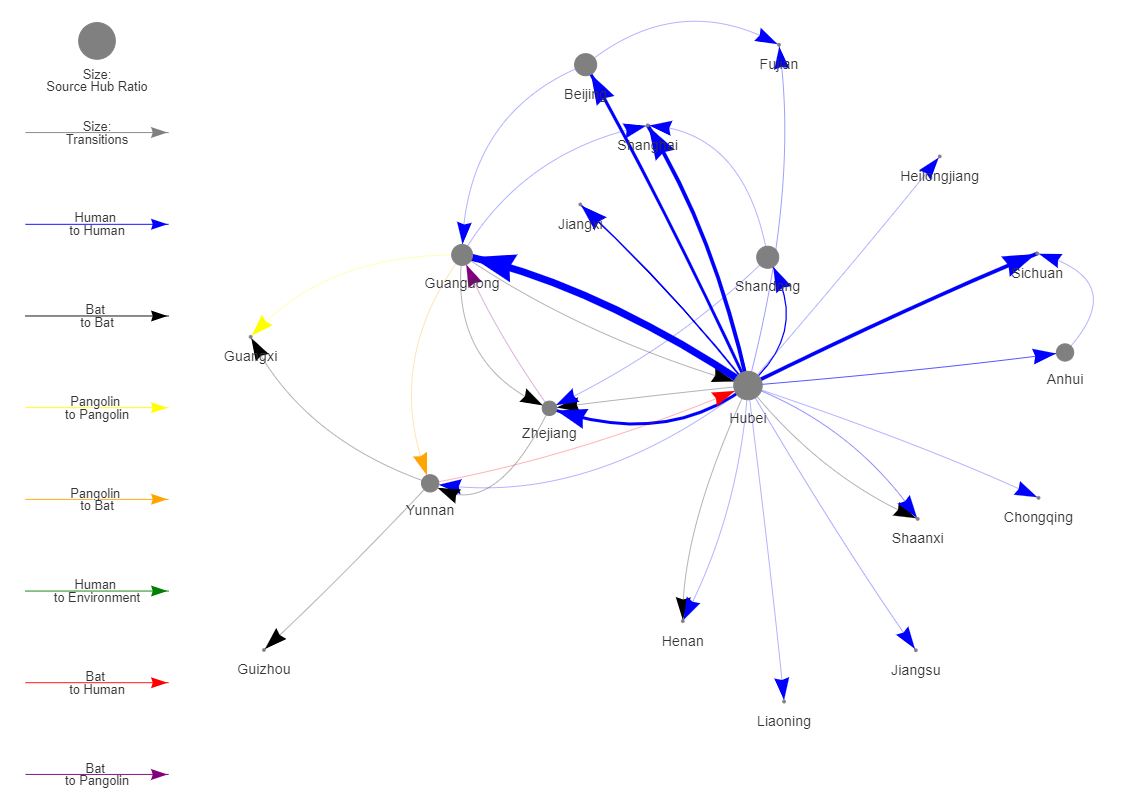 Size:
Source Hub Ratio
Size:
Transitions
Human
to Human
Bat
to Bat
Pangolin
to Pangolin
Pangolin
to Bat
Human
to Environment
Bat
to Human
Bat
to Pangolin
Fujian
Beijing
Shanghai
Heilongjiang
Jiangxi
Sichuan
Guangdong
Shandong
Guangxi
Anhui
Hubei
Zhejiang
Yunnan
Chongqing
Shaanxi
Henan
Guizhou
Jiangsu
Liaoning